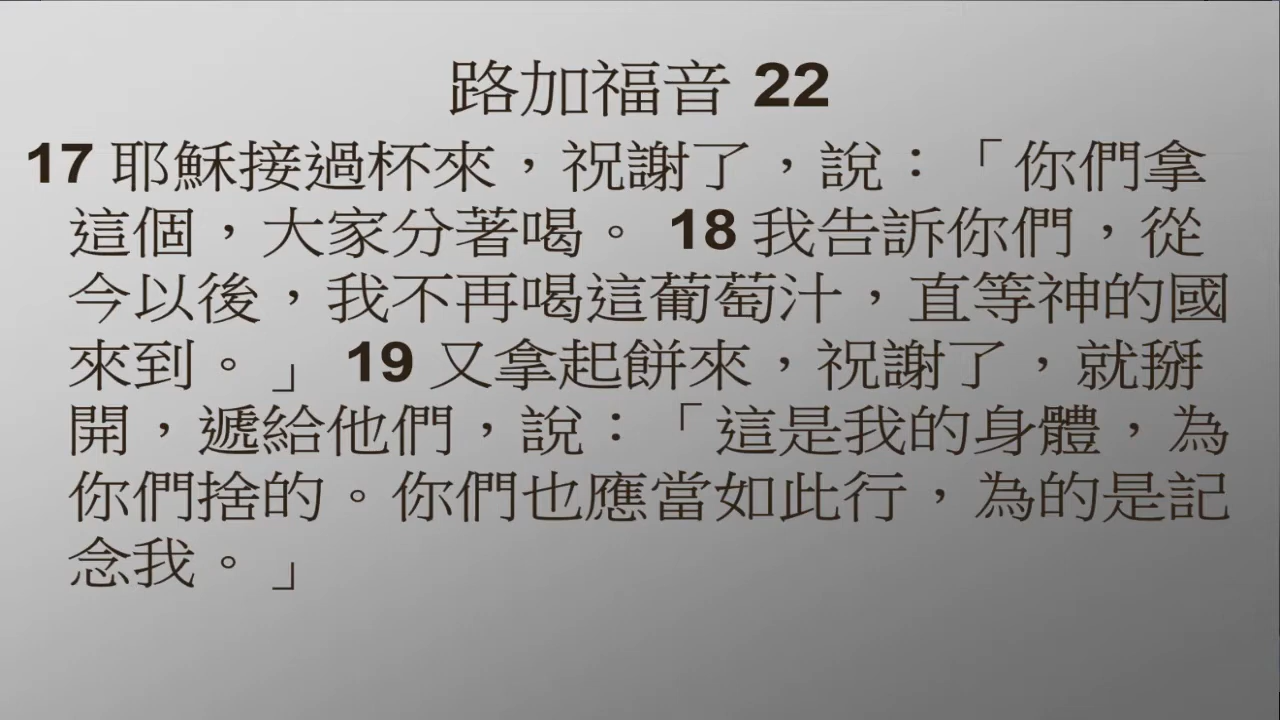 路加福音 22
17 耶穌接過杯來，祝謝了，說：「你們拿
這個，大家分著喝。 18 我告訴你們，從
今以後，我不再喝這葡萄汁，直等神的國
來到。」 19 又拿起餅來，祝謝了，就掰
開，遞給他們，說：「這是我的身體，為
你們捨的。你們也應當如此行，為的是記
念我。」